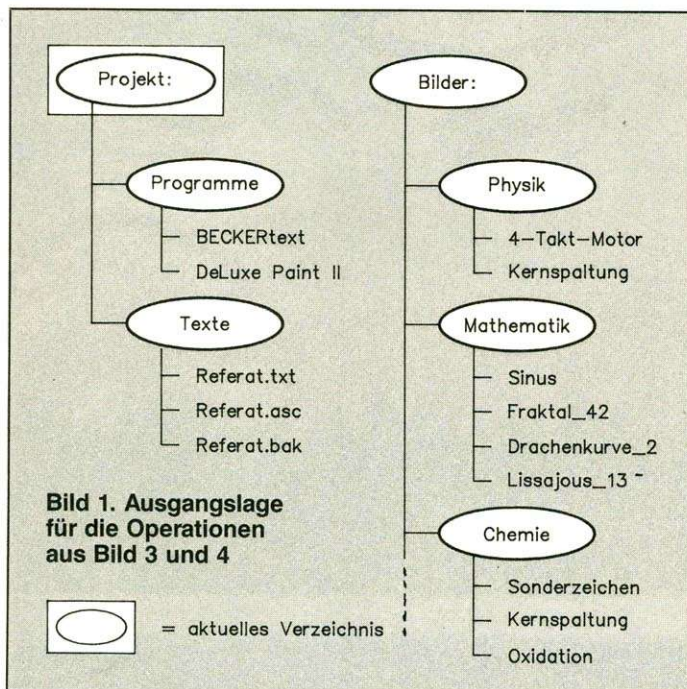 Projekt:
Programme
BECKERtext
DeLuxe Paint II
Texte
Referat.txt
Referat.asc
Referat.bak
Bilder:
Physik
4-Takt-Motor
Kernspaltung
Mathematik
Sinus
Fraktal_42
Drachenkurve_2
Lissajous_13
Chemie
Sonderzeichen
Kernspaltung
Oxidation
Bild 1. Ausgangslage
für die Operationen
aus Bild 3 und 4
= aktuelles Verzeichnis